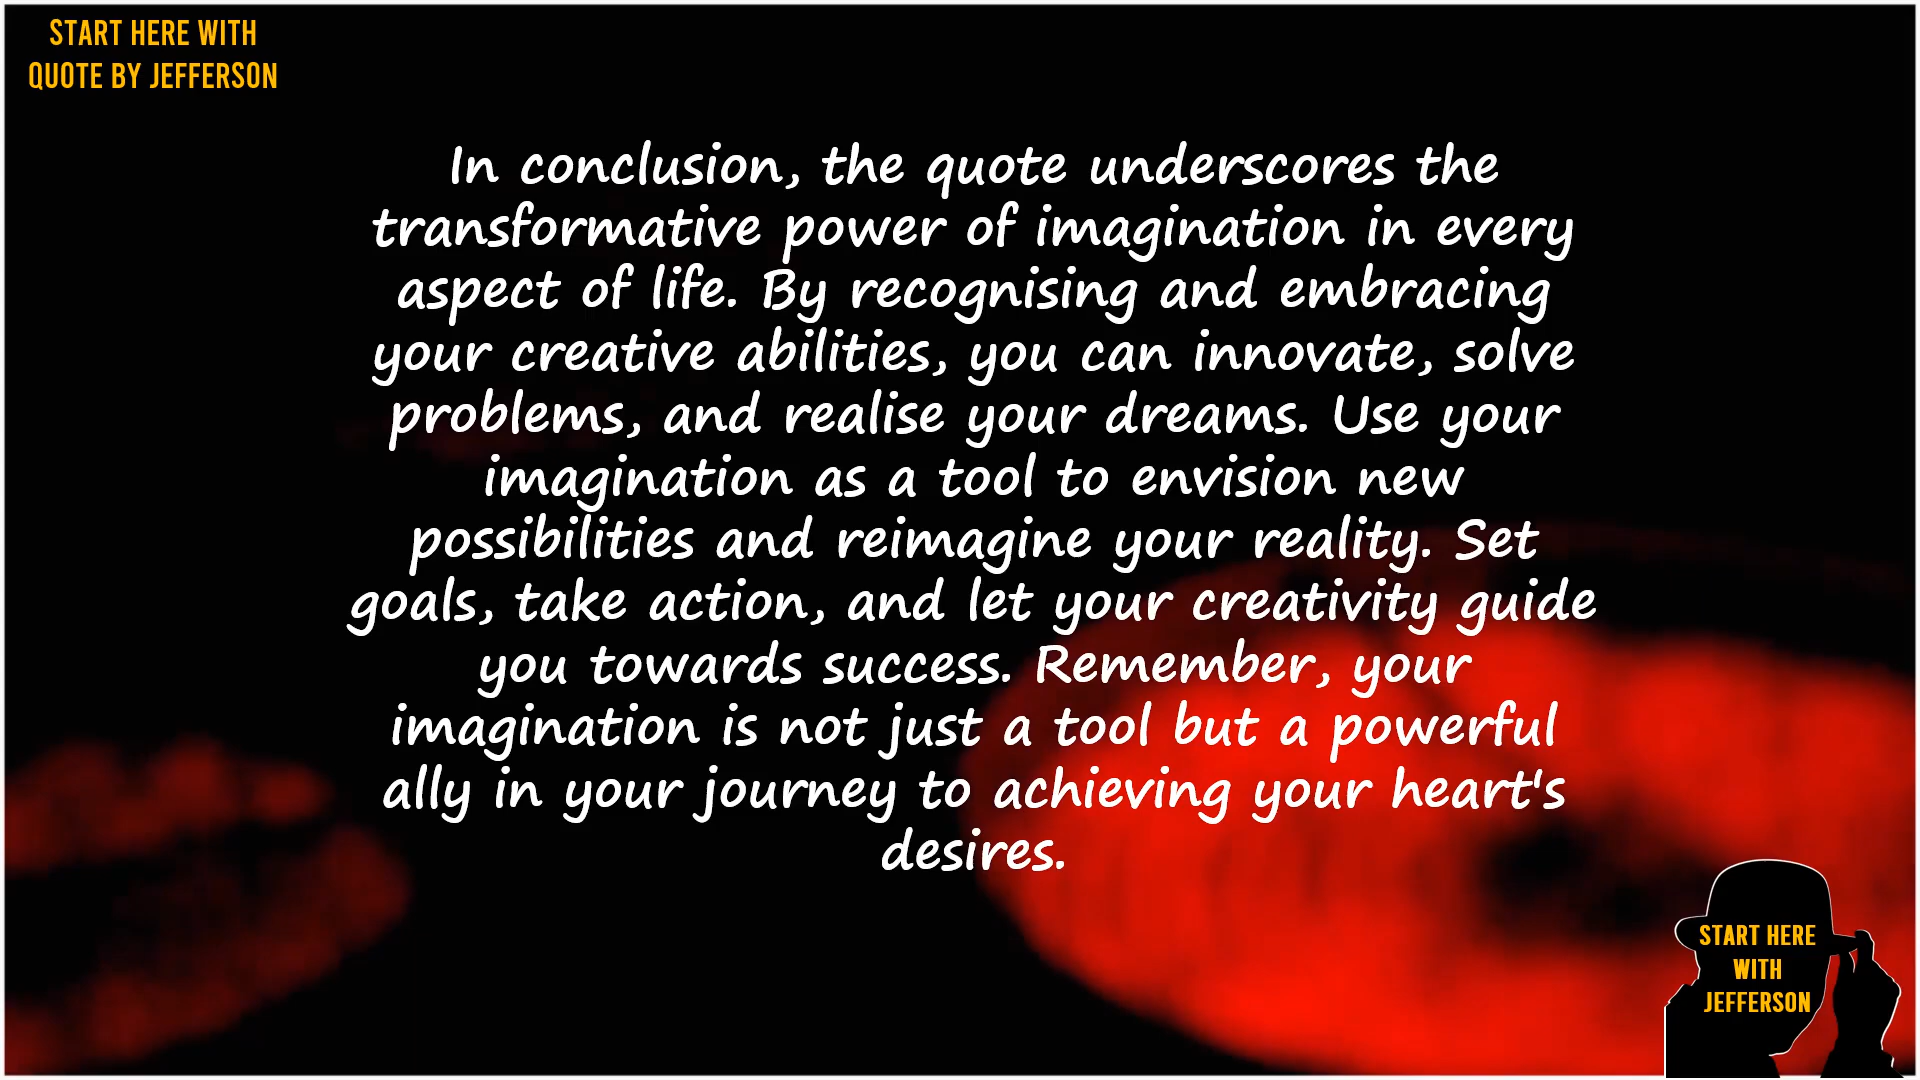 START HERE WITH
QUOTE BY JEFFERSON
In conclusion, the quote underscores the
transformative power of imagination in every
aspect of life. By recognising and embracing
your creative abilities, you can innovate, solve
problems, and realise your dreams. Use your
imagination as a tool to envision new
possibilities and reimagine your reality. Set
goals, take action, and let your creativity guide
you towards success. Remember, your
imagination is not just a tool but a powerful
ally in your journey to achieving your heart's
desires.
START HERE
WITH
JEFFERSON